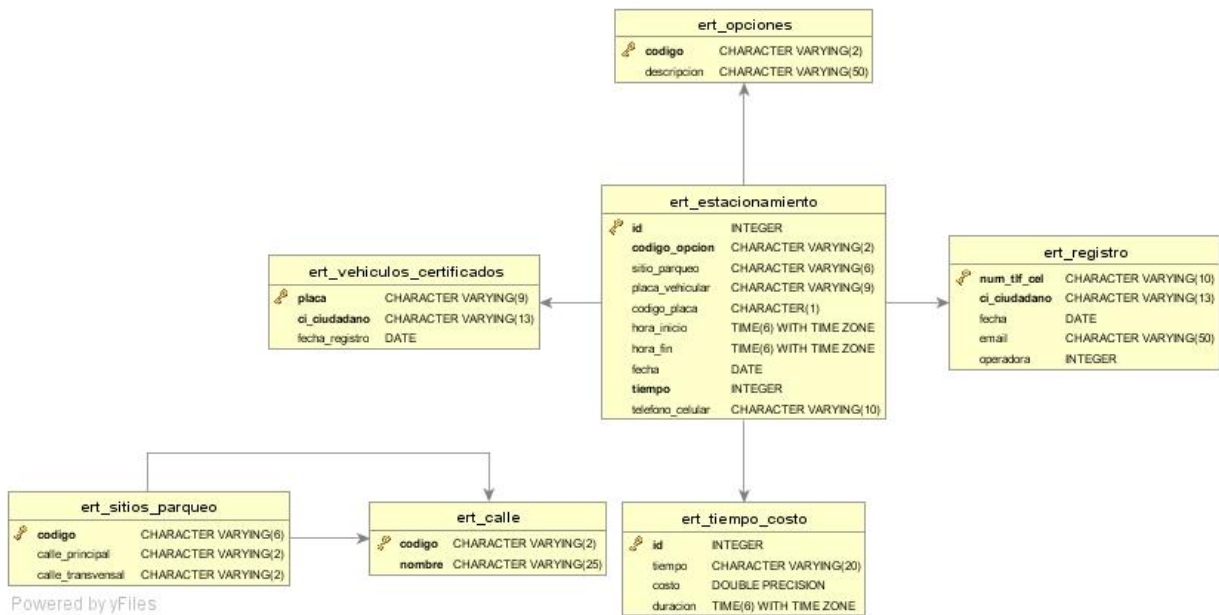 ert_opciones
codigo CHARACTER VARYING(2)
descripcion CHARACTER VARYING(50)
ert_estacionamiento
id INTEGER
codigo_opcion CHARACTER VARYING(2)
sitio_parqueo CHARACTER VARYING(6)
placa_vehicular CHARACTER VARYING(9)
codigo_placa CHARACTER(1)
hora_inicio TIME(6) WITH TIME ZONE
hora_fin TIME(6) WITH TIME ZONE
fecha DATE
tiempo INTEGER
telefono_celular CHARACTER VARYING(10)
ert_vehiculos_certificados
placa CHARACTER VARYING(9)
ci_ciudadano CHARACTER VARYING(13)
fecha_registro DATE
ert_registro
num_tlf_cel CHARACTER VARYING(10)
ci_ciudadano CHARACTER VARYING(13)
fecha DATE
email CHARACTER VARYING(50)
operadora INTEGER
ert_sitios_parqueo
codigo CHARACTER VARYING(6)
calle_principal CHARACTER VARYING(2)
calle_transvensal CHARACTER VARYING(2)
ert_calle
codigo CHARACTER VARYING(2)
nombre CHARACTER VARYING(25)
ert_tiempo_costo
id INTEGER
tiempo CHARACTER VARYING(20)
costo DOUBLE PRECISION
duracion TIME(6) WITH TIME ZONE
Powered by yFiles